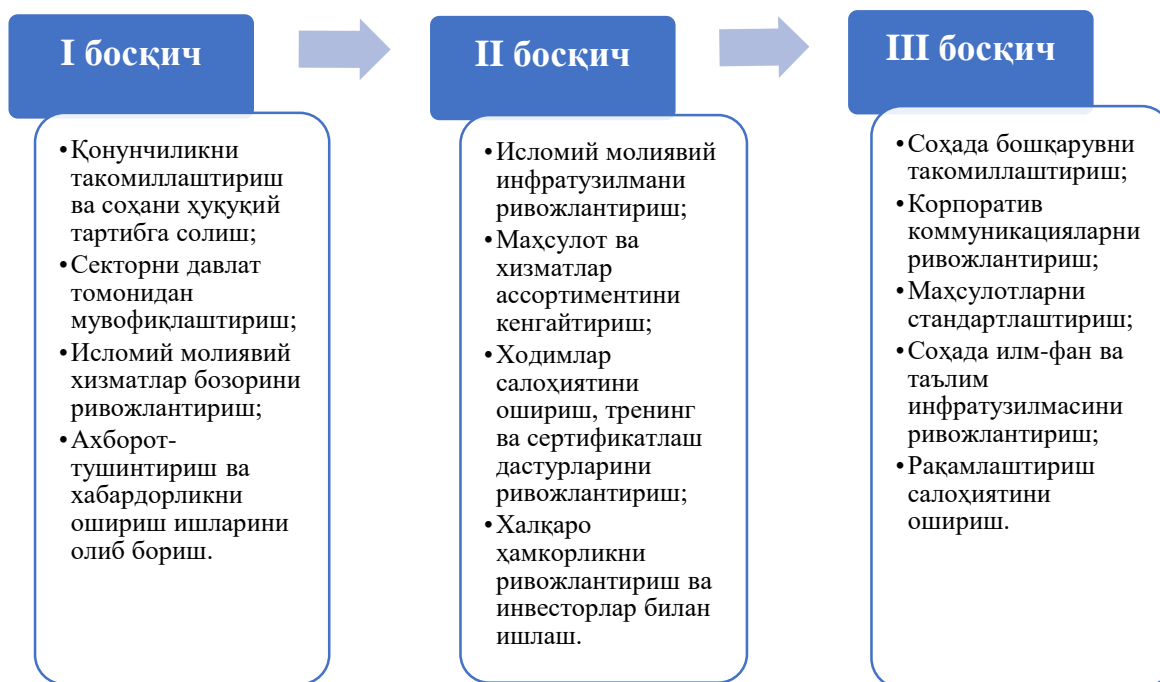 I босқич
•Қонунчиликни
такомиллаштириш
ва соҳани ҳуқуқий
тартибга солиш;
•Секторни давлат
томонидан
мувофиқлаштириш;
•Исломий молиявий
хизматлар бозорини
ривожлантириш;
•Ахборот-
тушинтириш ва
хабардорликни
ошириш ишларини
олиб бориш.
II босқич
•Исломий молиявий
инфратузилмани
ривожлантириш;
•Маҳсулот ва
хизматлар
ассортиментини
кенгайтириш;
•Ходимлар
салоҳиятини
ошириш, тренинг
ва сертификатлаш
дастурларини
ривожлантириш;
•Халқаро
ҳамкорликни
ривожлантириш ва
инвесторлар билан
ишлаш.
III босқич
•Соҳада бошқарувни
такомиллаштириш;
•Корпоратив
коммуникацияларни
ривожлантириш;
•Маҳсулотларни
стандартлаштириш;
•Соҳада илм-фан ва
таълим
инфратузилмасини
ривожлантириш;
•Рақамлаштириш
салоҳиятини
ошириш.